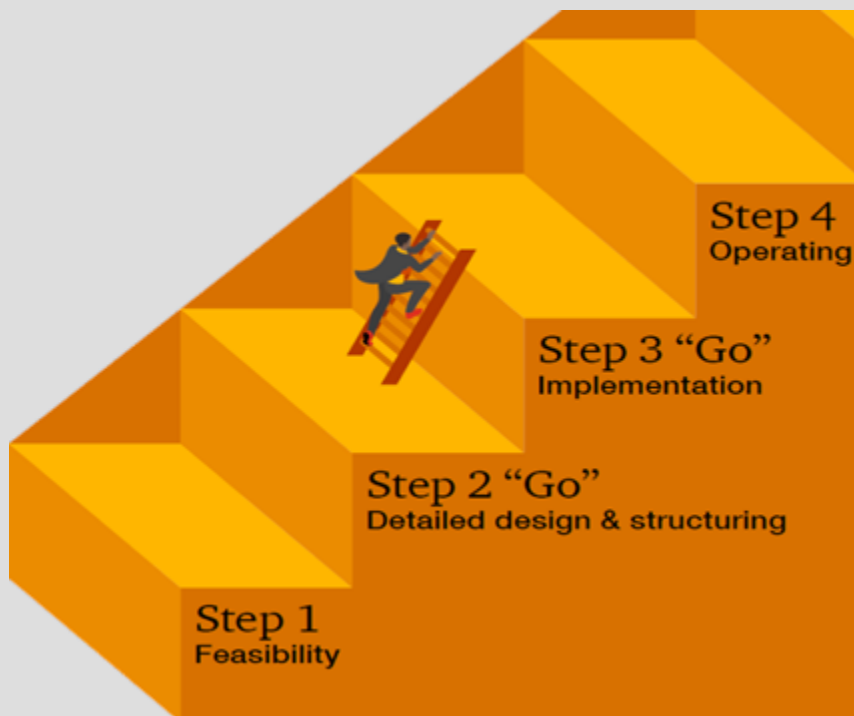 Step 1
Feasibility
Step 2 “Go”
Detailed design & structuring
Step 3 “Go”
Implementation
Step 4
Operating